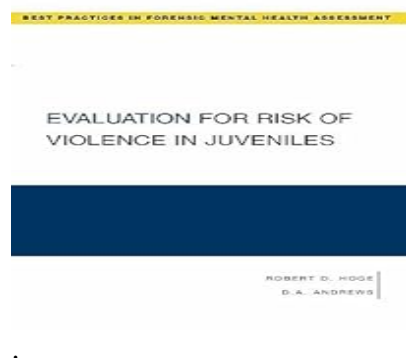 BEST PRACTICES IN FORENSIC MENTAL HEALTH ASSESSMENT
EVALUATION FOR RISK OF
VIOLENCE IN JUVENILES
ROBERT D. HOGE
D.A. ANDREWS